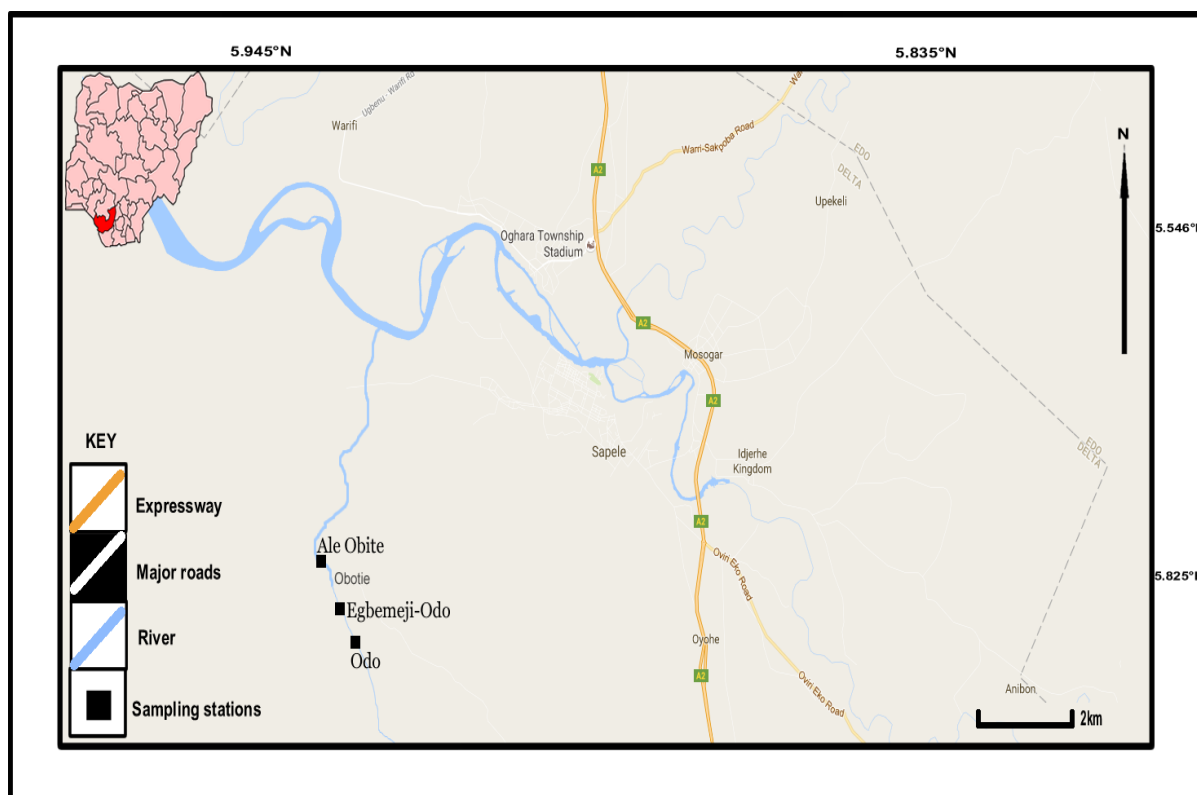 5.945°N
5.835°N
Ugbenu - Warifi Rd
Warifi
Warri-Sakpoba Road
A2
N
EDO
DELTA
Upekeli
Oghara Township
Stadium
5.546°N
A2
Mosogar
A2
KEY
Sapele
Idjerhe
Kingdom
EDO
DELTA
Expressway
A2
Ale Obite
Oviri Eko Road
Major roads
Obotie
5.825°N
Egbemeji-Odo
River
Odo
Oyohe
A2
Oviri Eko Road
Anibon
Sampling stations
2km